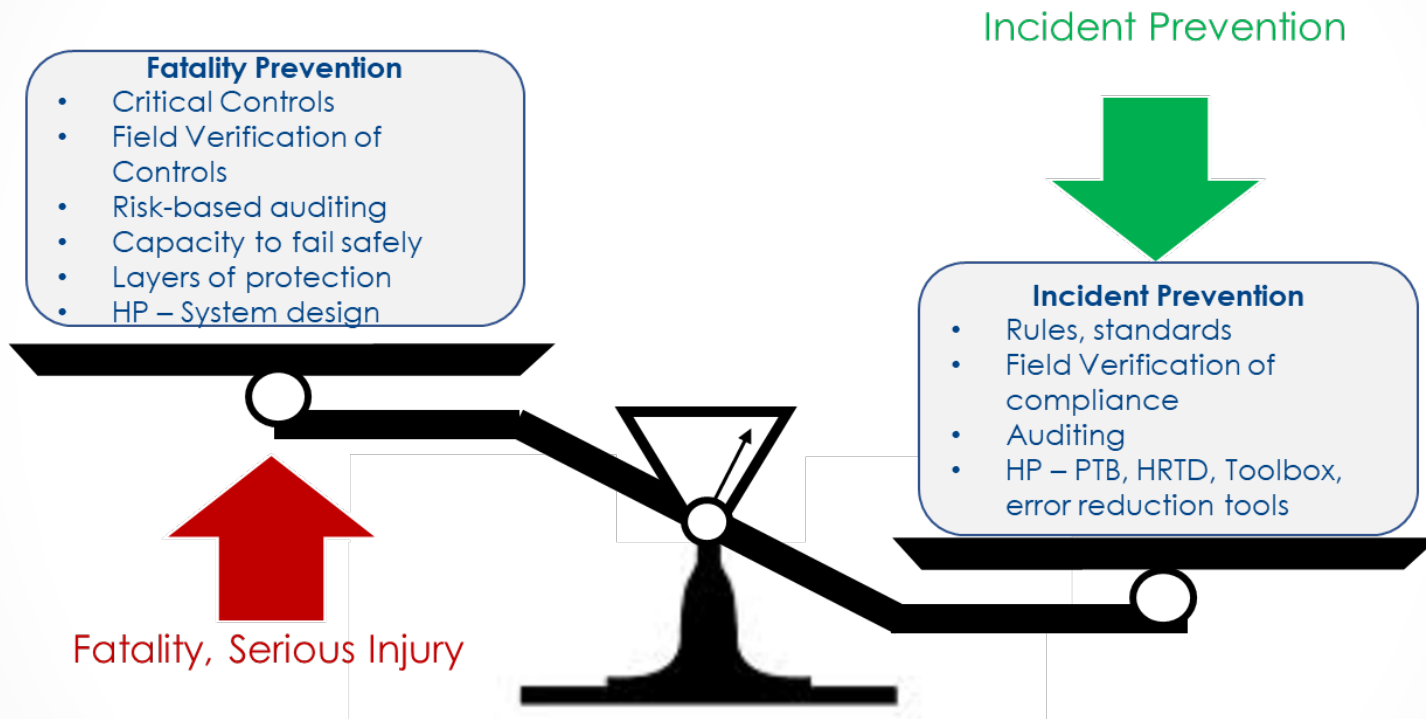 Incident Prevention
Fatality Prevention
• Critical Controls
• Field Verification of
Controls
• Risk-based auditing
• Capacity to fail safely
• Layers of protection
• HP – System design
Incident Prevention
• Rules, standards
• Field Verification of
compliance
• Auditing
• HP – PTB, HRTD, Toolbox,
error reduction tools
Fatality, Serious Injury